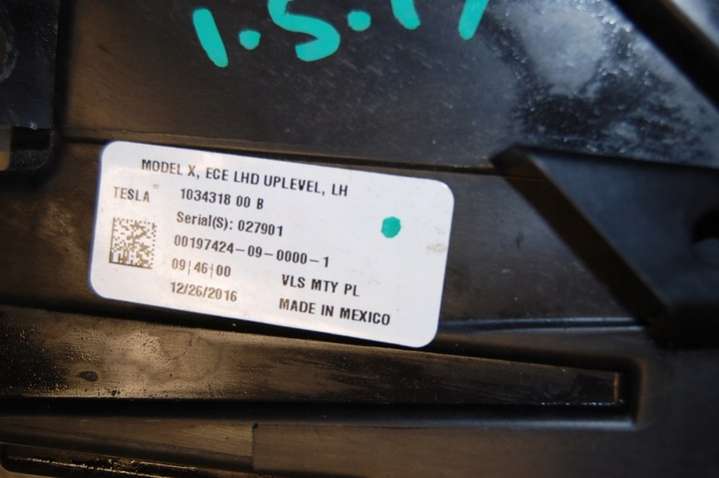 1.5.17
MODEL X, ECE LHD UPLEVEL, LH
TESLA 1034318 00 B
Serial(S): 027901
00197424-09-0000-1
09|46|00 VLS MTY PL
12/26/2016 MADE IN MEXICO